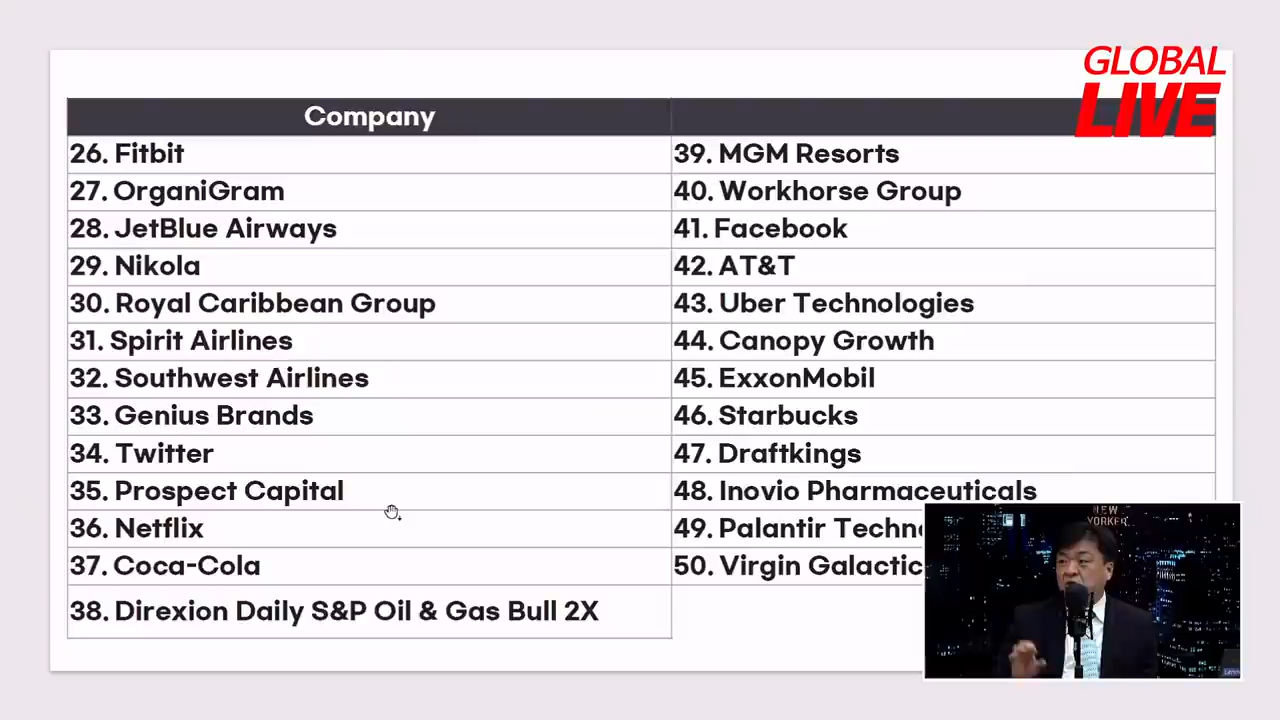 GLOBAL
LIVE
Company
26. Fitbit
27. OrganiGram
28. JetBlue Airways
29. Nikola
30. Royal Caribbean Group
31. Spirit Airlines
32. Southwest Airlines
33. Genius Brands
34. Twitter
35. Prospect Capital
36. Netflix
37. Coca-Cola
38. Direxion Daily S&P Oil & Gas Bull 2X
39. MGM Resorts
40. Workhorse Group
41. Facebook
42. AT&T
43. Uber Technologies
44. Canopy Growth
45. ExxonMobil
46. Starbucks
47. Draftkings
48. Inovio Pharmaceuticals
49. Palantir Techn
50. Virgin Galactic
NEW
YORKER